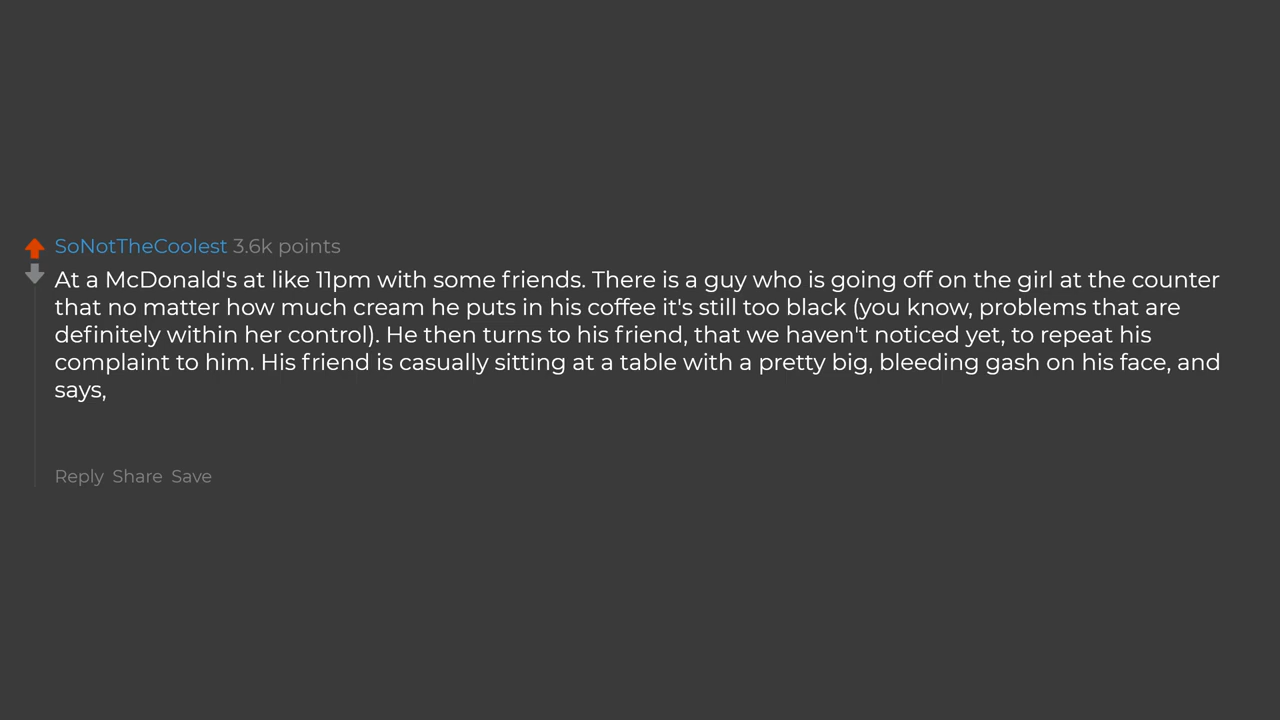 SoNotTheCoolest 3.6k points
At a McDonald's at like 11pm with some friends. There is a guy who is going off on the girl at the counter
that no matter how much cream he puts in his coffee it's still too black (you know, problems that are
definitely within her control). He then turns to his friend, that we haven't noticed yet, to repeat his
complaint to him. His friend is casually sitting at a table with a pretty big, bleeding gash on his face, and
says,
Reply Share Save